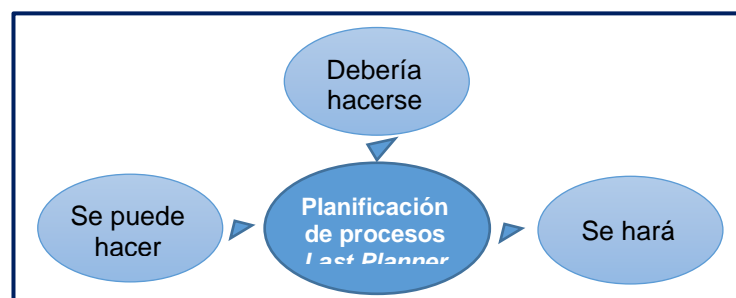 Debería
hacerse
Se puede
hacer
Planificación
de procesos
Last Planner
Se hará